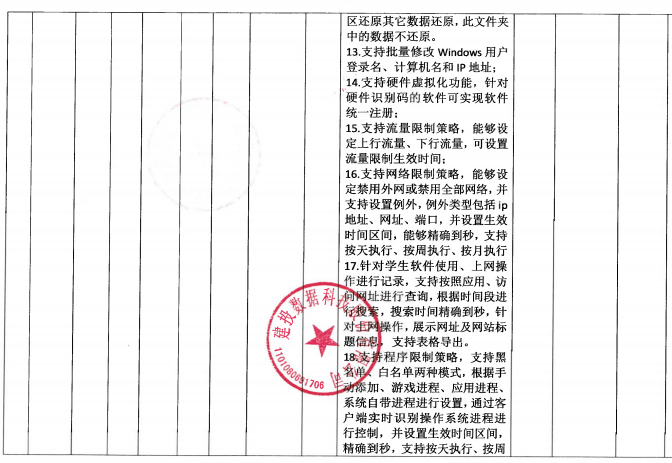 区还原其它数据还原，此文件夹
中的数据不还原。
13.支持批量修改 Windows 用户
登录名、计算机名和 IP 地址；
14.支持硬件虚拟化功能，针对
硬件识别码的软件可实现软件
统一注册；
15.支持流量限制策略，能够设
定上行流量、下行流量，可设置
流量限制生效时间；
16.支持网络限制策略，能够设
定禁用外网或禁用全部网络，并
支持设置例外，例外类型包括 ip
地址、网址、端口，并设置生效
时间区间，能够精确到秒，支持
按天执行、按周执行、按月执行
17.针对学生软件使用、上网操
作进行记录，支持按照应用、访
问网址进行查询，根据时间段进
行搜索，搜索时间精确到秒，针
对上网操作，展示网址及网站标
题信息，支持表格导出。
18.支持程序限制策略，支持黑
名单、白名单两种模式，根据手
动添加、游戏进程、应用进程、
系统自带进程进行设置，通过客
户端实时识别操作系统进程进
行控制，并设置生效时间区间，
精确到秒，支持按天执行、按周
建投数据科技
公司
1101080691706